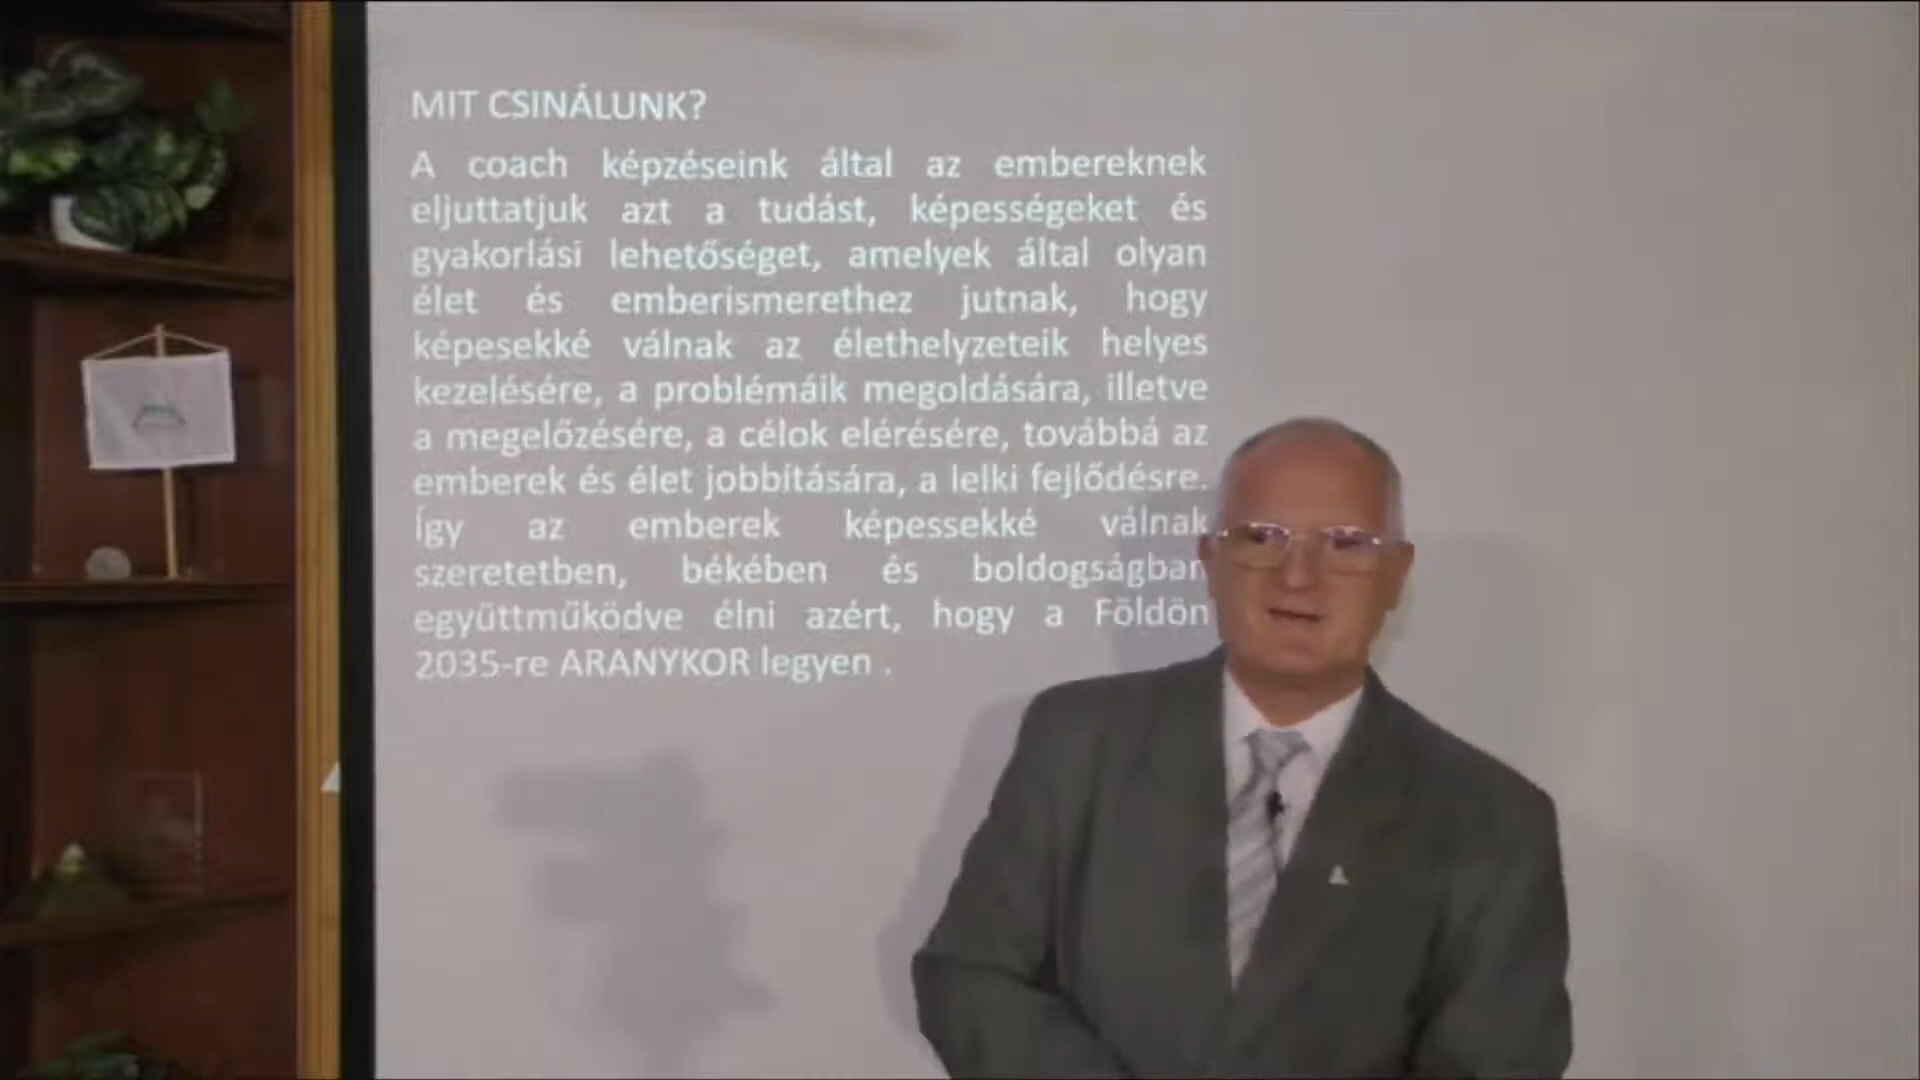 MIT CSINÁLUNK?
A coach képzéseink által az embereknek
eljuttatjuk azt a tudást, képességeket és
gyakorlási lehetőséget, amelyek által olyan
élet és emberismerethez jutnak, hogy
képesekké válnak az élethelyzeteik helyes
kezelésére, a problémáik megoldására, illetve
a megelőzésére, a célok elérésére, továbbá az
emberek és élet jobbítására, a lelki fejlődésre.
Így az emberek képessekké válnak
szeretetben, békében és boldogságban
együttműködve élni azért, hogy a Földön
2035-re ARANYKOR legyen .